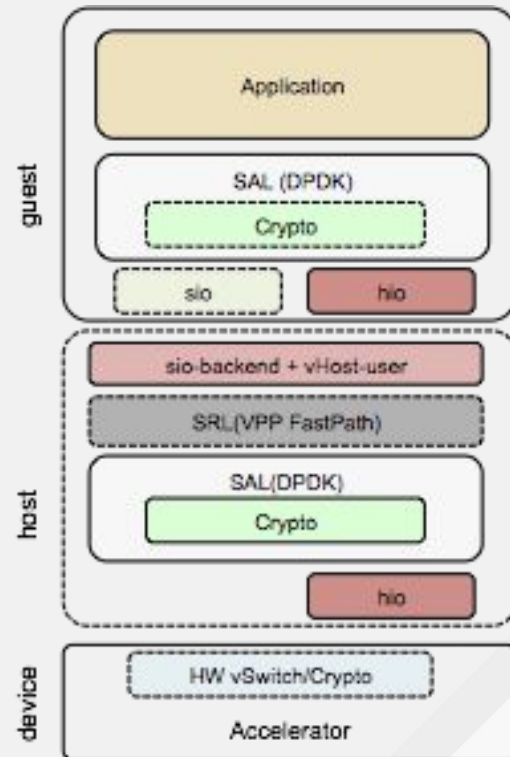 guest
Application
SAL (DPDK)
Crypto
sio
hio
host
sio-backend + vHost-user
SRL(VPP FastPath)
SAL(DPDK)
Crypto
hio
device
HW vSwitch/Crypto
Accelerator